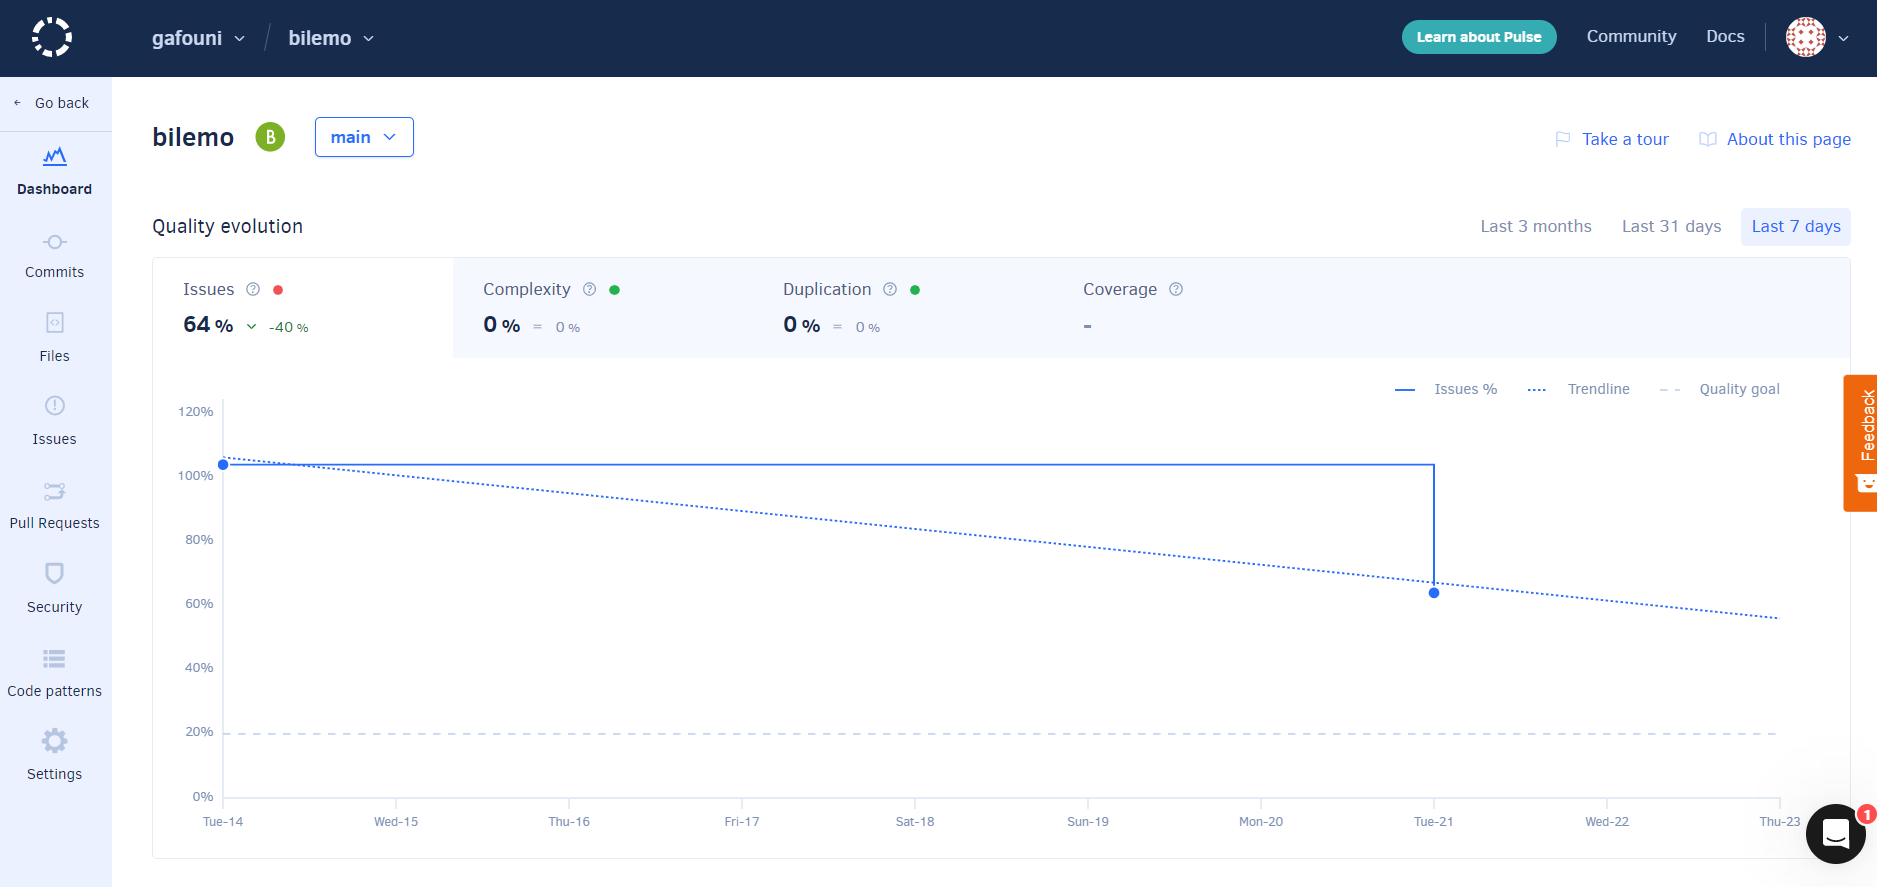 gafouni / bilemo
Learn about Pulse Community Docs
Go back
bilemo B main
Take a tour About this page
Dashboard
Commits
Files
Issues
Pull Requests
Security
Code patterns
Settings
Quality evolution
Last 3 months Last 31 days Last 7 days
Issues ? Complexity ? Duplication ? Coverage ?
64 % -40 % 0 % = 0 % 0 % = 0 % -
Issues % Trendline Quality goal
120%
100%
80%
60%
40%
20%
0%
Tue-14 Wed-15 Thu-16 Fri-17 Sat-18 Sun-19 Mon-20 Tue-21 Wed-22 Thu-23
Feedback
1